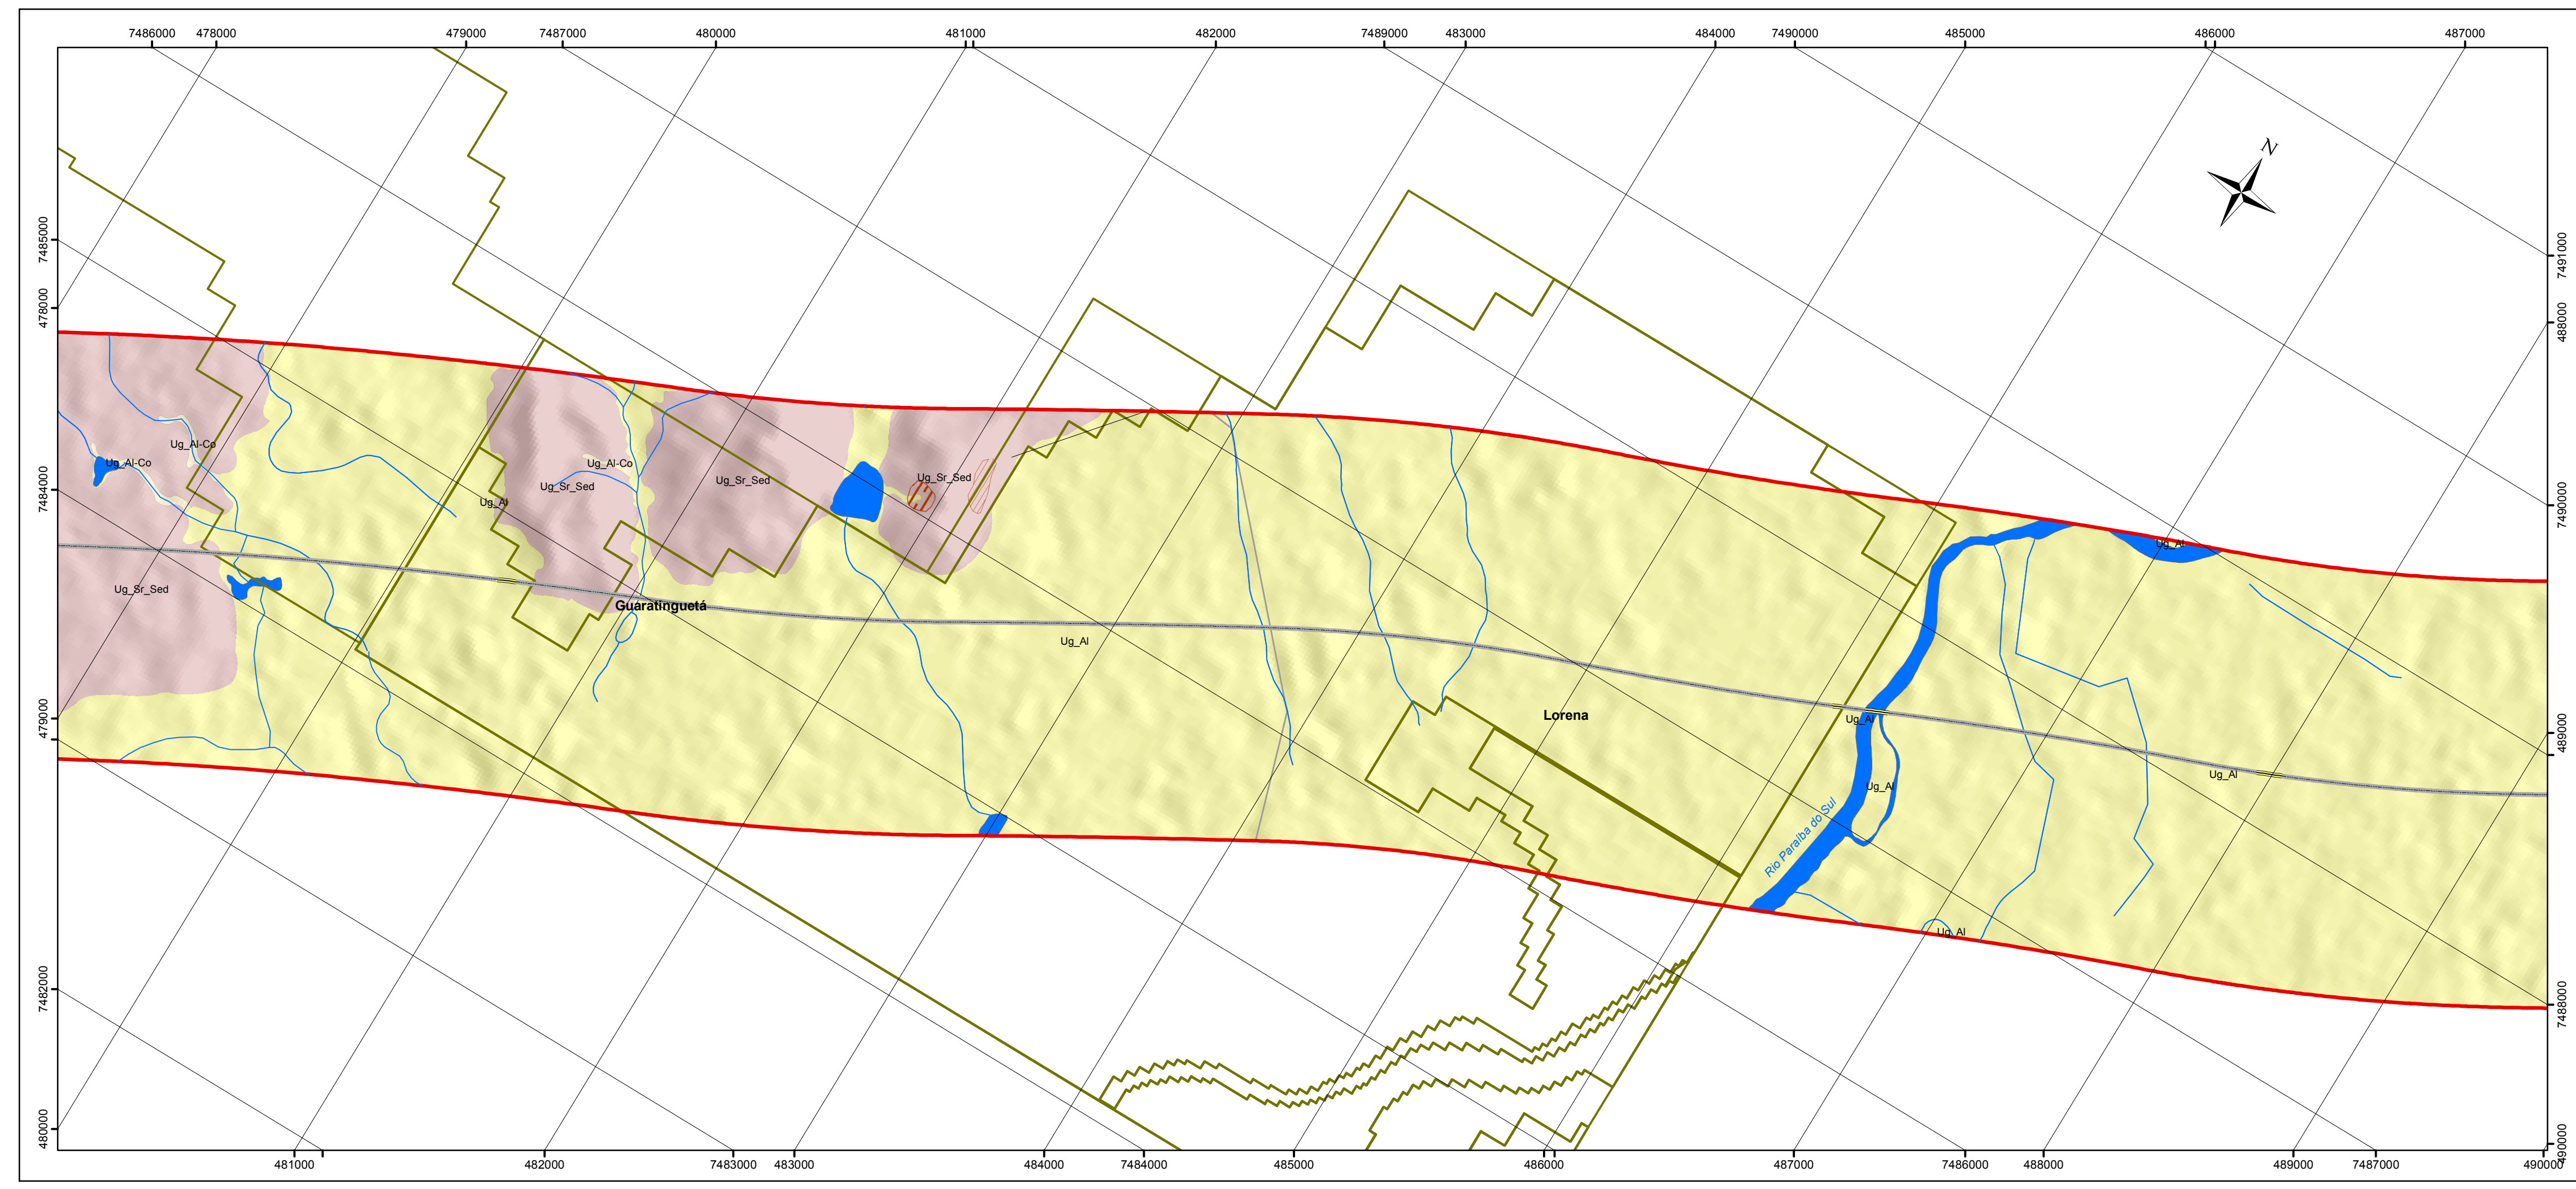 7486000 478000 479000 7487000 480000 481000 482000 7489000 483000 484000 7490000 485000 486000 487000
N
7485000
478000
7484000
479000
7482000
480000
7491000
488000
7490000
489000
7488000
490000
Ug_Al-Co
Ug_Al-Co
Ug_Al-Co
Ug_Sr_Sed
Ug_Sr_Sed
Ug_Sr_Sed
Ug_Al
Ug_Al
Ug_Sr_Sed
Guaratinguetá
Ug_Al
Lorena
Ug_Al
Ug_Al
Ug_Al
Rio Paraíba do Sul
Ug_Al
481000 482000 7483000 483000 484000 7484000 485000 486000 487000 7486000 488000 489000 7487000 490000